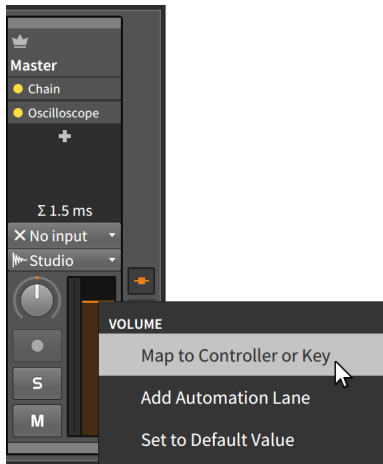 Master
Chain
Oscilloscope
Σ 1.5 ms
No input
Studio
S
M
VOLUME
Map to Controller or Key
Add Automation Lane
Set to Default Value